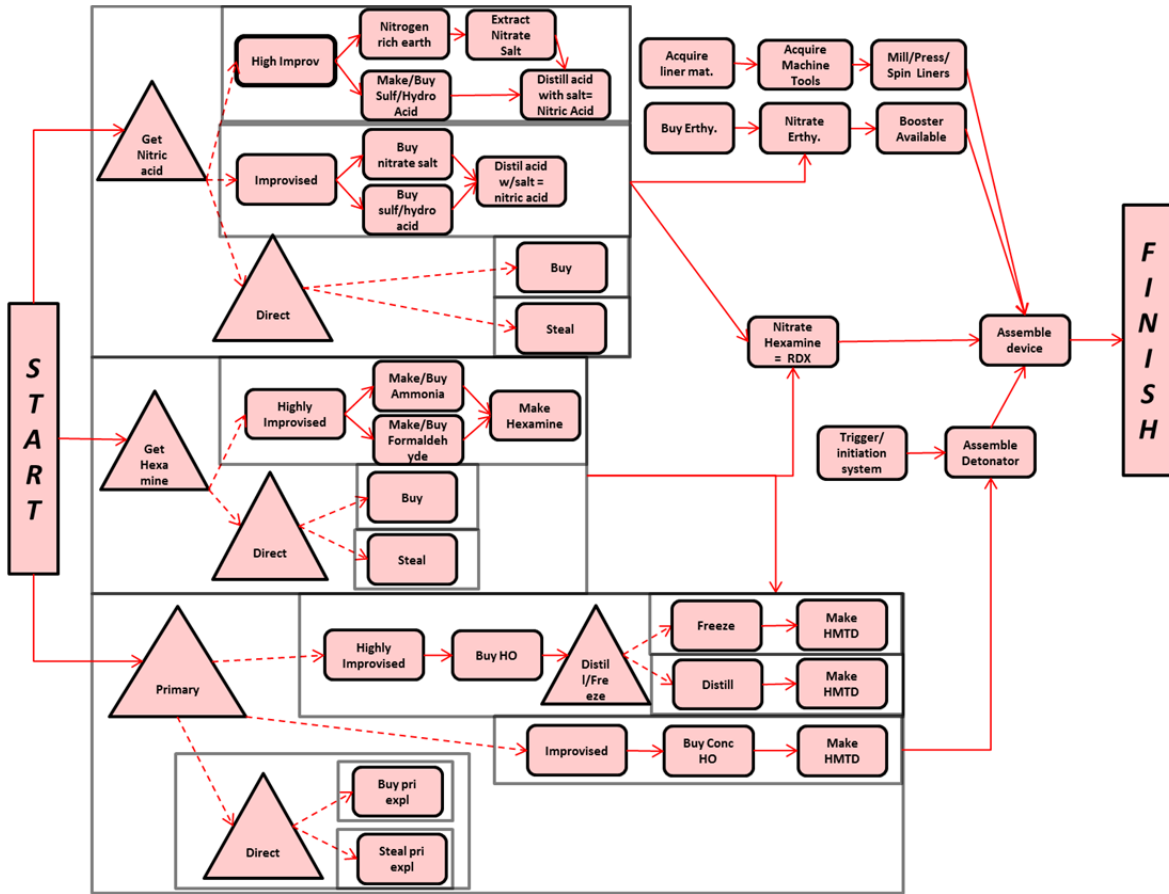 START
Get
Nitric
acid
High Improv
Nitrogen
rich earth
Extract
Nitrate
Salt
Make/Buy
Sulf/Hydro
Acid
Distill acid
with salt=
Nitric Acid
Improvised
Buy
nitrate salt
Buy
sulf/hydro
acid
Distil acid
w/salt =
nitric acid
Direct
Buy
Steal
Acquire
liner mat.
Acquire
Machine
Tools
Mill/Press/
Spin Liners
Buy Erthy.
Nitrate
Erthy.
Booster
Available
Get
Hexa
mine
Highly
Improvised
Make/Buy
Ammonia
Make/Buy
Formaldeh
yde
Make
Hexamine
Direct
Buy
Steal
Nitrate
Hexamine
= RDX
Assemble
device
Trigger/
initiation
system
Assemble
Detonator
Primary
Highly
Improvised
Buy HO
Distil
l/Fre
eze
Freeze
Make
HMTD
Distill
Make
HMTD
Improvised
Buy Conc
HO
Make
HMTD
Direct
Buy pri
expl
Steal pri
expl
FINISH